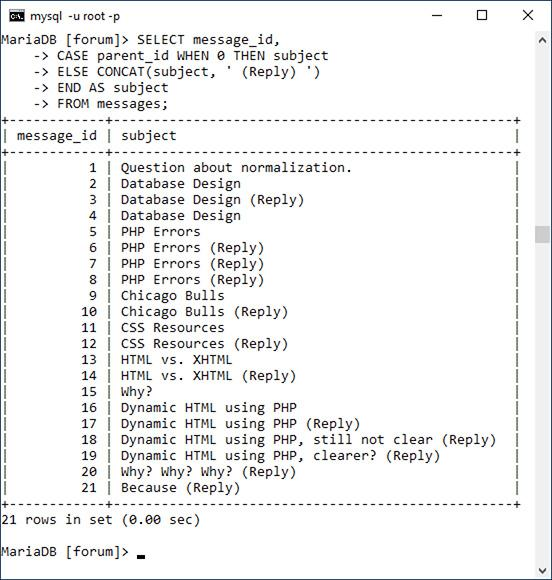 mysql -u root -p
MariaDB [forum]> SELECT message_id,
    -> CASE parent_id WHEN 0 THEN subject
    -> ELSE CONCAT(subject, ' (Reply) ')
    -> END AS subject
    -> FROM messages;
+------------+--------------------------------------------------+
| message_id | subject                                          |
+------------+--------------------------------------------------+
|          1 | Question about normalization.                    |
|          2 | Database Design                                  |
|          3 | Database Design (Reply)                          |
|          4 | Database Design                                  |
|          5 | PHP Errors                                       |
|          6 | PHP Errors (Reply)                               |
|          7 | PHP Errors (Reply)                               |
|          8 | PHP Errors (Reply)                               |
|          9 | Chicago Bulls                                    |
|         10 | Chicago Bulls (Reply)                            |
|         11 | CSS Resources                                    |
|         12 | CSS Resources (Reply)                            |
|         13 | HTML vs. XHTML                                   |
|         14 | HTML vs. XHTML (Reply)                           |
|         15 | Why?                                             |
|         16 | Dynamic HTML using PHP                           |
|         17 | Dynamic HTML using PHP (Reply)                   |
|         18 | Dynamic HTML using PHP, still not clear (Reply)  |
|         19 | Dynamic HTML using PHP, clearer? (Reply)         |
|         20 | Why? Why? Why? (Reply)                           |
|         21 | Because (Reply)                                  |
+------------+--------------------------------------------------+
21 rows in set (0.00 sec)
MariaDB [forum]>